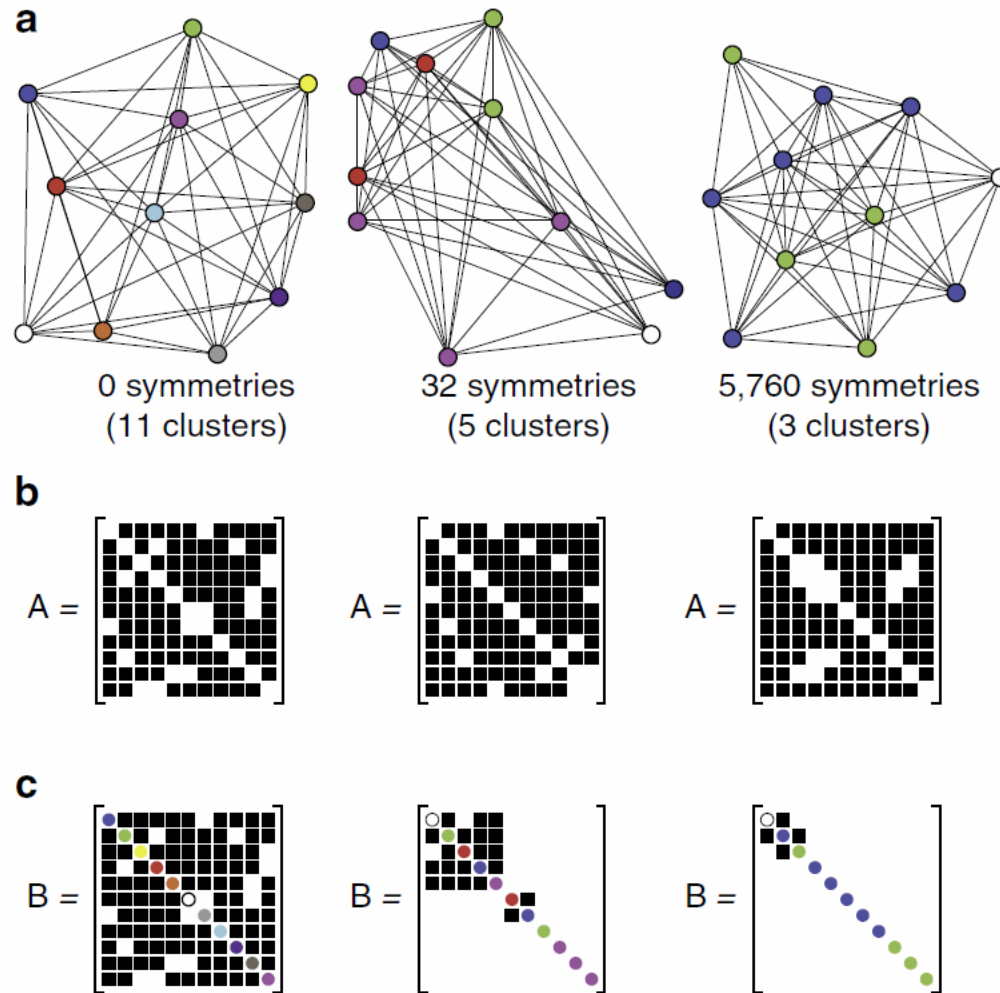 a
0 symmetries
(11 clusters)
32 symmetries
(5 clusters)
5,760 symmetries
(3 clusters)
b
A =
A =
A =
c
B =
B =
B =